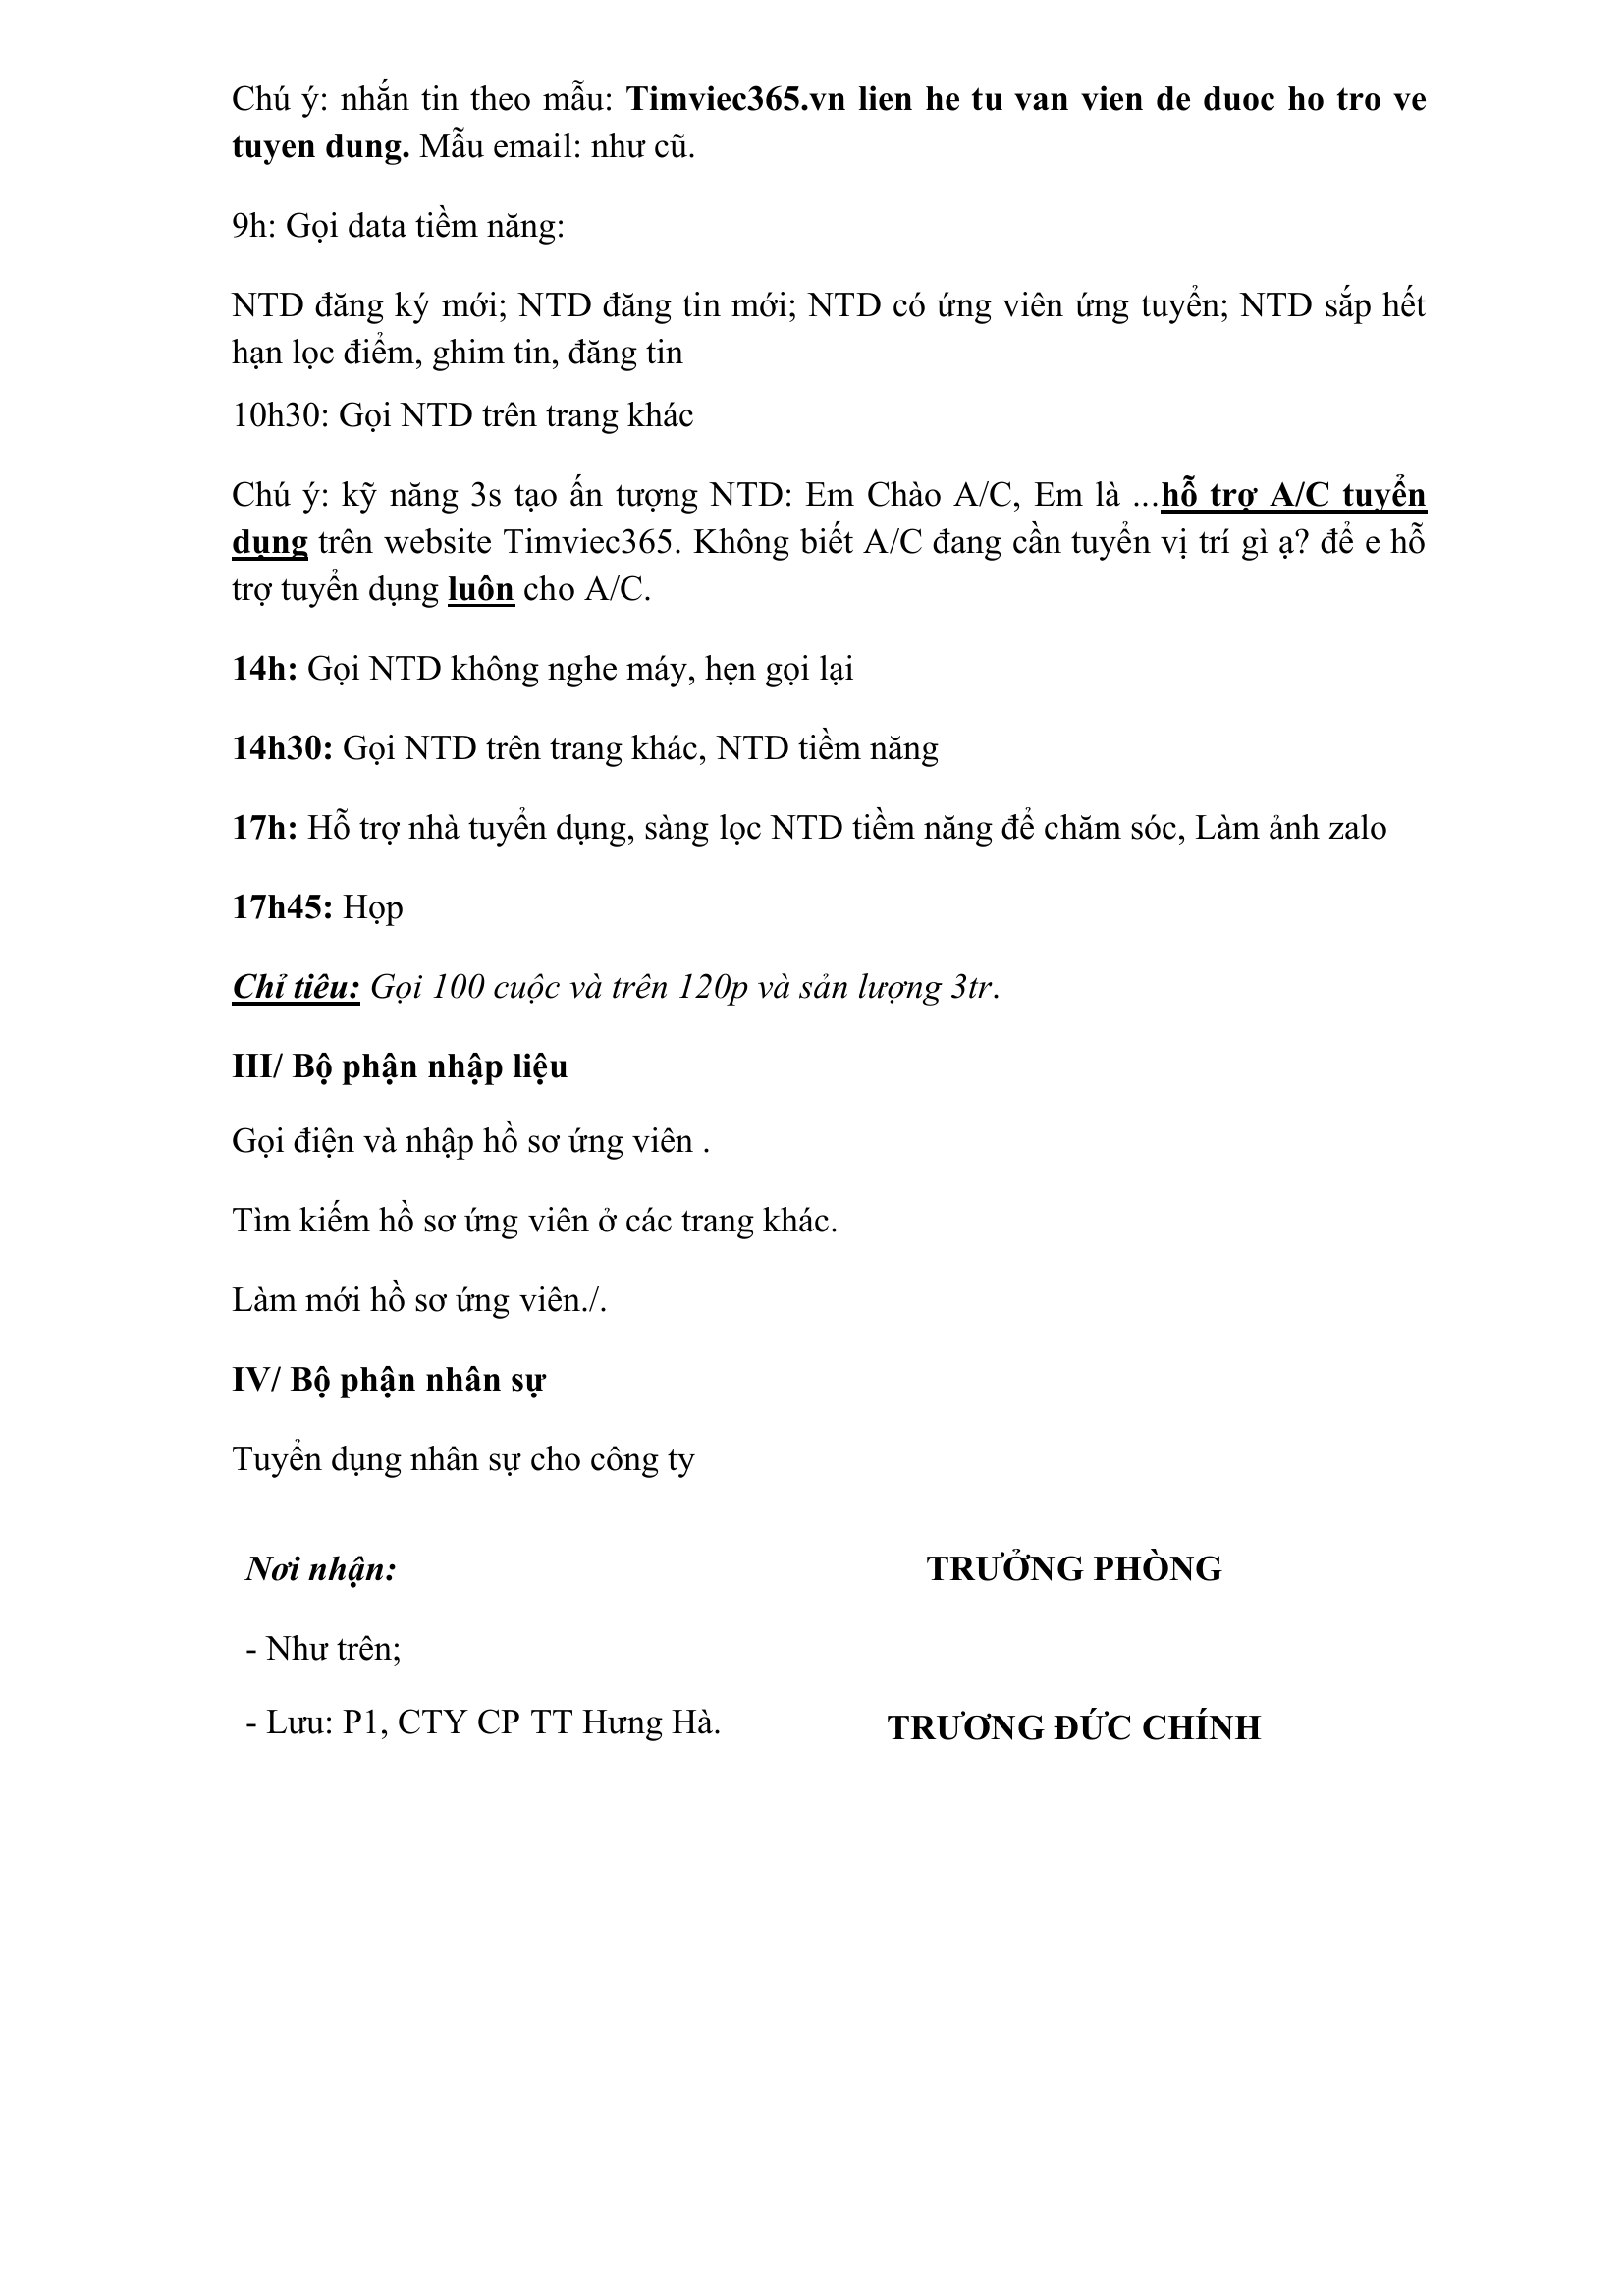 Chú ý: nhắn tin theo mẫu: Timviec365.vn lien he tu van vien de duoc ho tro ve
tuyen dung. Mẫu email: như cũ.
9h: Gọi data tiềm năng:
NTD đăng ký mới; NTD đăng tin mới; NTD có ứng viên ứng tuyển; NTD sắp hết
hạn lọc điểm, ghim tin, đăng tin
10h30: Gọi NTD trên trang khác
Chú ý: kỹ năng 3s tạo ấn tượng NTD: Em Chào A/C, Em là ...hỗ trợ A/C tuyển
dụng trên website Timviec365. Không biết A/C đang cần tuyển vị trí gì ạ? để e hỗ
trợ tuyển dụng luôn cho A/C.
14h: Gọi NTD không nghe máy, hẹn gọi lại
14h30: Gọi NTD trên trang khác, NTD tiềm năng
17h: Hỗ trợ nhà tuyển dụng, sàng lọc NTD tiềm năng để chăm sóc, Làm ảnh zalo
17h45: Họp
Chỉ tiêu: Gọi 100 cuộc và trên 120p và sản lượng 3tr.
III/ Bộ phận nhập liệu
Gọi điện và nhập hồ sơ ứng viên .
Tìm kiếm hồ sơ ứng viên ở các trang khác.
Làm mới hồ sơ ứng viên./.
IV/ Bộ phận nhân sự
Tuyển dụng nhân sự cho công ty
Nơi nhận:
- Như trên;
- Lưu: P1, CTY CP TT Hưng Hà.
TRƯỞNG PHÒNG
TRƯƠNG ĐỨC CHÍNH